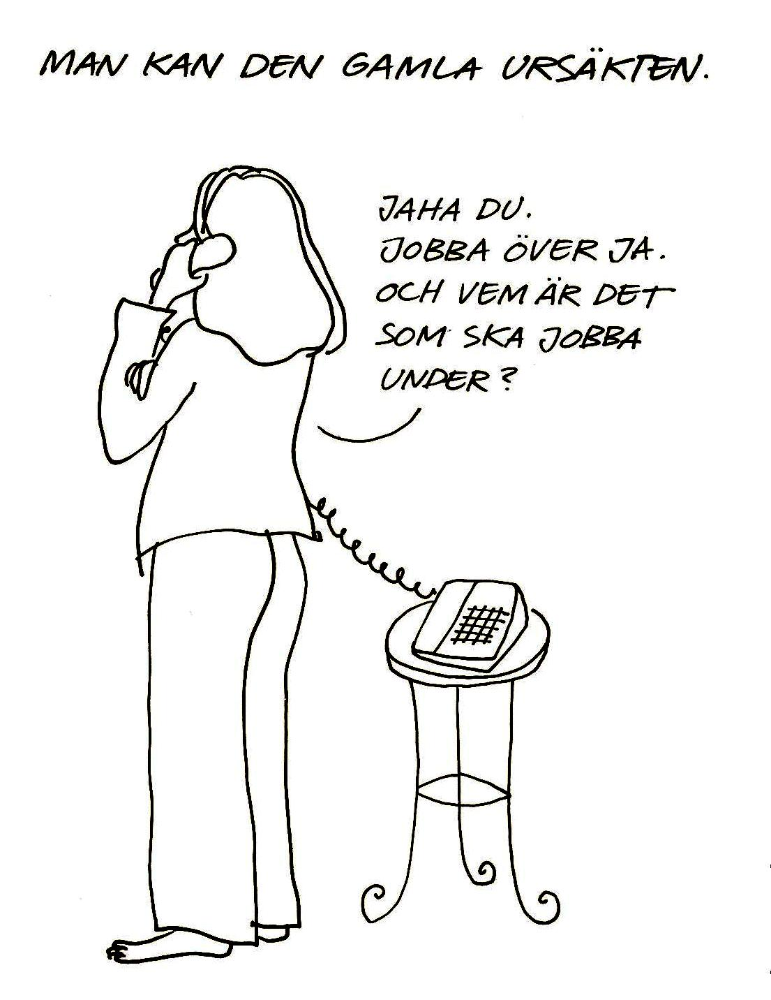 MAN KAN DEN GAMLA URSÄKTEN.
JAHA DU.
JOBBA ÖVER JA.
OCH VEM ÄR DET
SOM SKA JOBBA
UNDER?